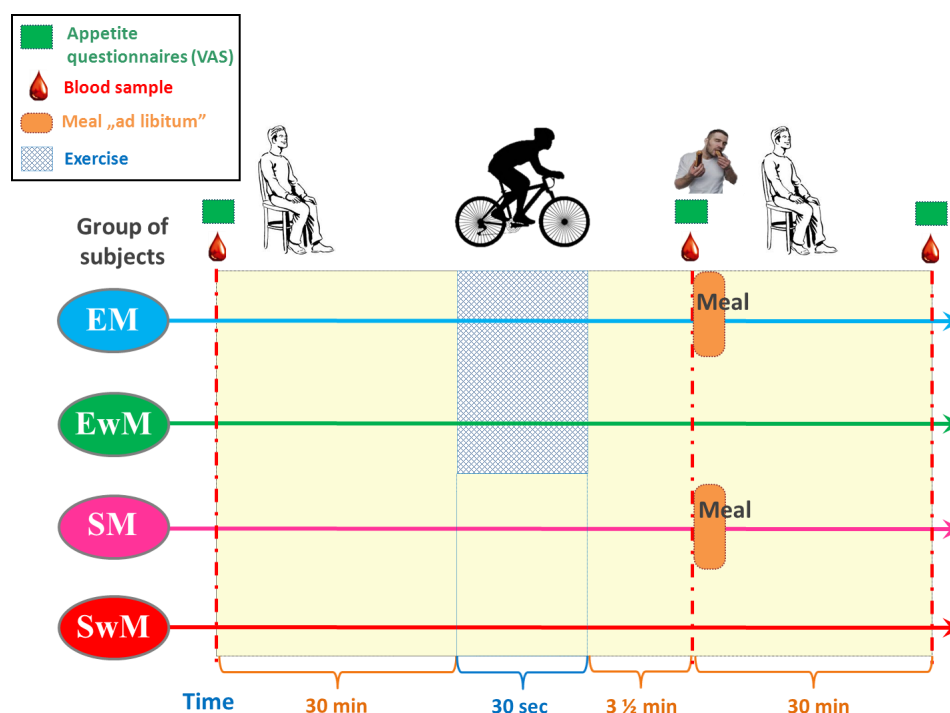 Appetite
questionnaires (VAS)
Blood sample
Meal „ad libitum”
Exercise
Group of
subjects
EM
Meal
EwM
SM
Meal
SwM
Time
30 min
30 sec
3 ½ min
30 min